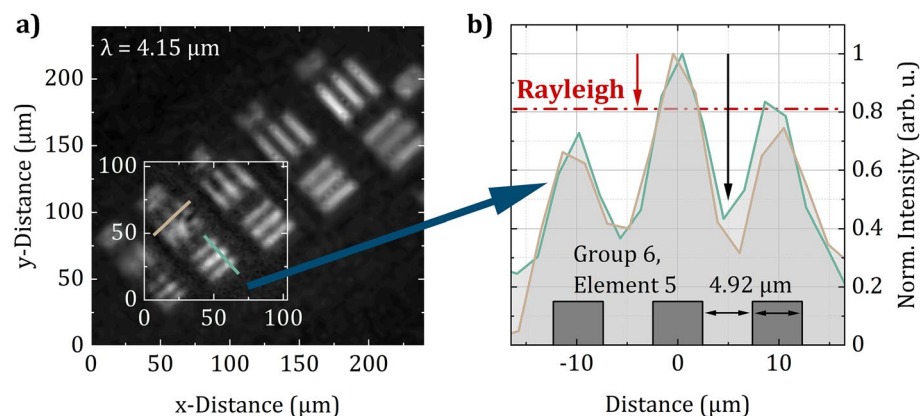 a)
λ = 4.15 µm
y-Distance (µm)
200
150
100
50
0
100
50
0
0 50 100
0 50 100 150 200
x-Distance (µm)
b)
Rayleigh
Group 6,
Element 5
4.92 µm
1
0.8
0.6
0.4
0.2
0
Norm. Intensity (arb. u.)
-10 0 10
Distance (µm)